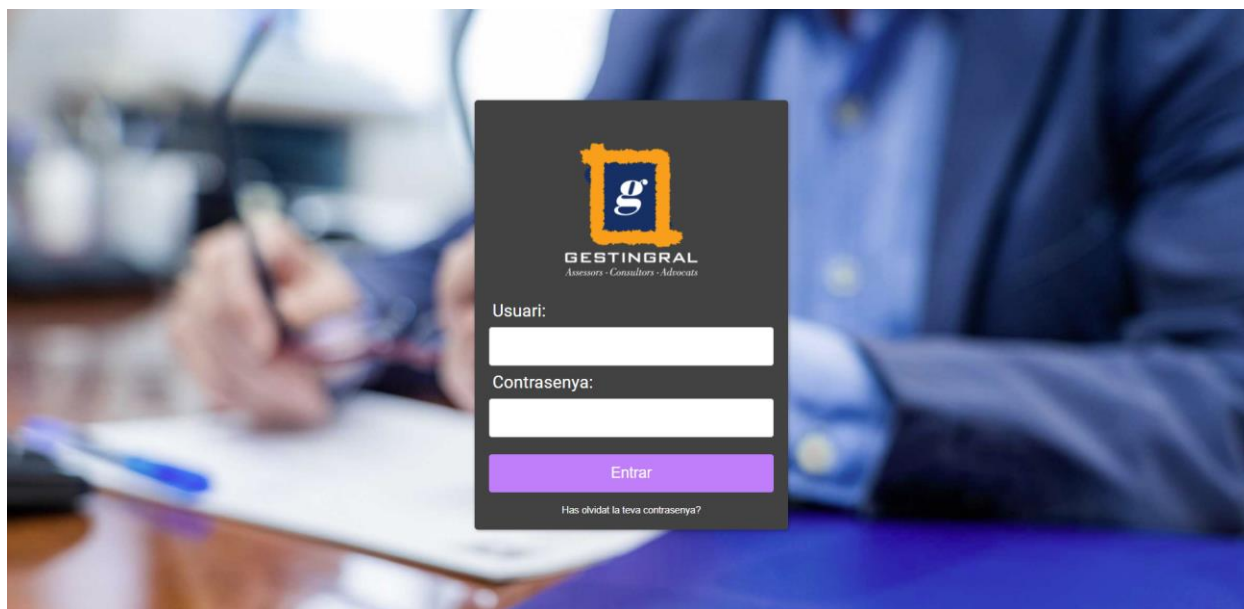 g
GESTINGRAL
Assessors · Consultors · Advocats
Usuari:
Contrasenya:
Entrar
Has olvidat la teva contrasenya?